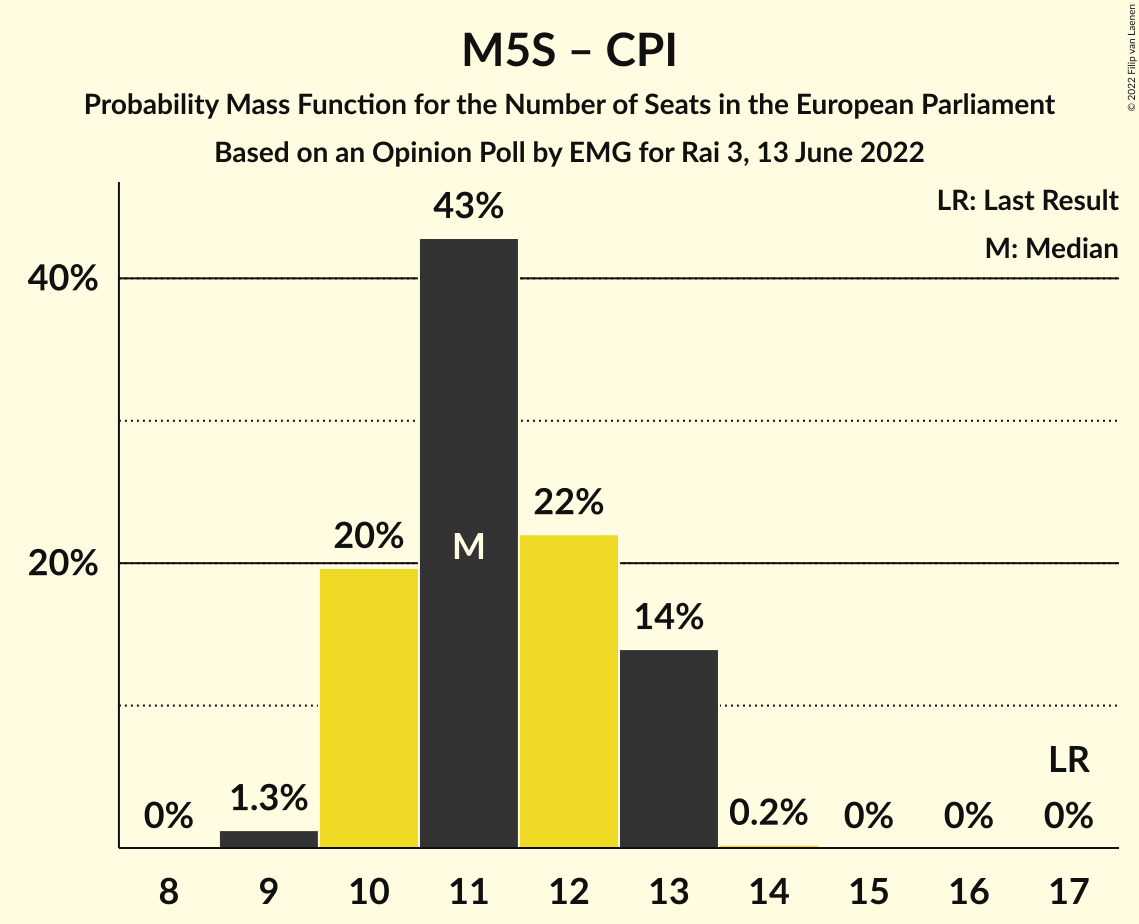 M5S – CPI
Probability Mass Function for the Number of Seats in the European Parliament
Based on an Opinion Poll by EMG for Rai 3, 13 June 2022
© 2022 Filip van Laenen
LR: Last Result
M: Median
40%
20%
0%
1.3%
20%
43%
M
22%
14%
0.2%
0%
0%
LR
0%
8 9 10 11 12 13 14 15 16 17